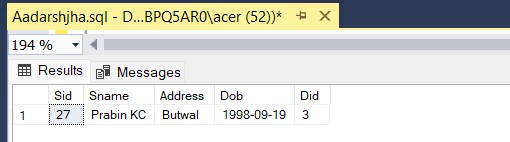 Aadarshjha.sql - D...BPQ5AR0\acer (52))*
194 %
Results Messages
Sid Sname Address Dob Did
1 27 Prabin KC Butwal 1998-09-19 3